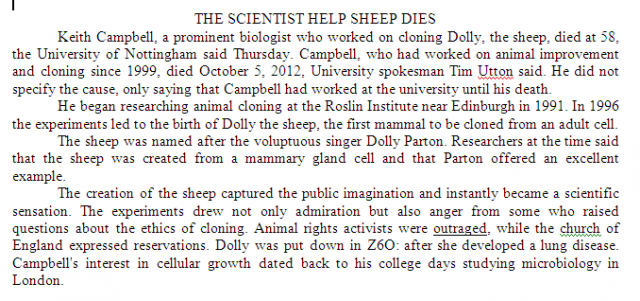 THE SCIENTIST HELP SHEEP DIES
Keith Campbell, a prominent biologist who worked on cloning Dolly, the sheep, died at 58,
the University of Nottingham said Thursday. Campbell, who had worked on animal improvement
and cloning since 1999, died October 5, 2012, University spokesman Tim Utton said. He did not
specify the cause, only saying that Campbell had worked at the university until his death.
He began researching animal cloning at the Roslin Institute near Edinburgh in 1991. In 1996
the experiments led to the birth of Dolly the sheep, the first mammal to be cloned from an adult cell.
The sheep was named after the voluptuous singer Dolly Parton. Researchers at the time said
that the sheep was created from a mammary gland cell and that Parton offered an excellent
example.
The creation of the sheep captured the public imagination and instantly became a scientific
sensation. The experiments drew not only admiration but also anger from some who raised
questions about the ethics of cloning. Animal rights activists were outraged, while the church of
England expressed reservations. Dolly was put down in Z6O: after she developed a lung disease.
Campbell's interest in cellular growth dated back to his college days studying microbiology in
London.